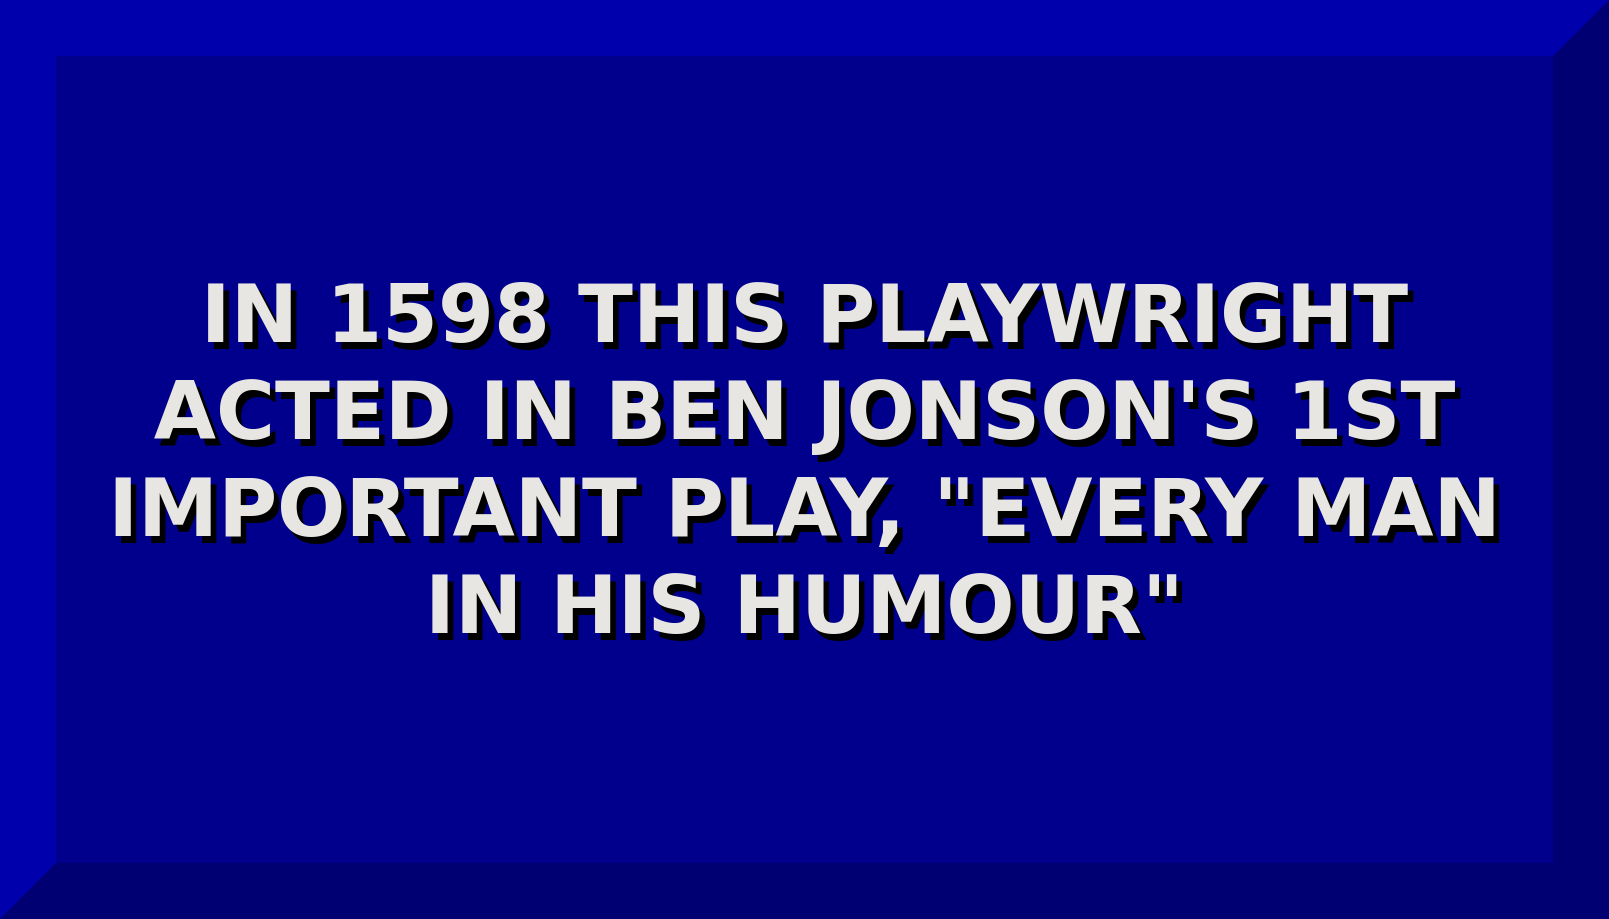 IN 1598 THIS PLAYWRIGHT
ACTED IN BEN JONSON'S 1ST
IMPORTANT PLAY, "EVERY MAN
IN HIS HUMOUR"